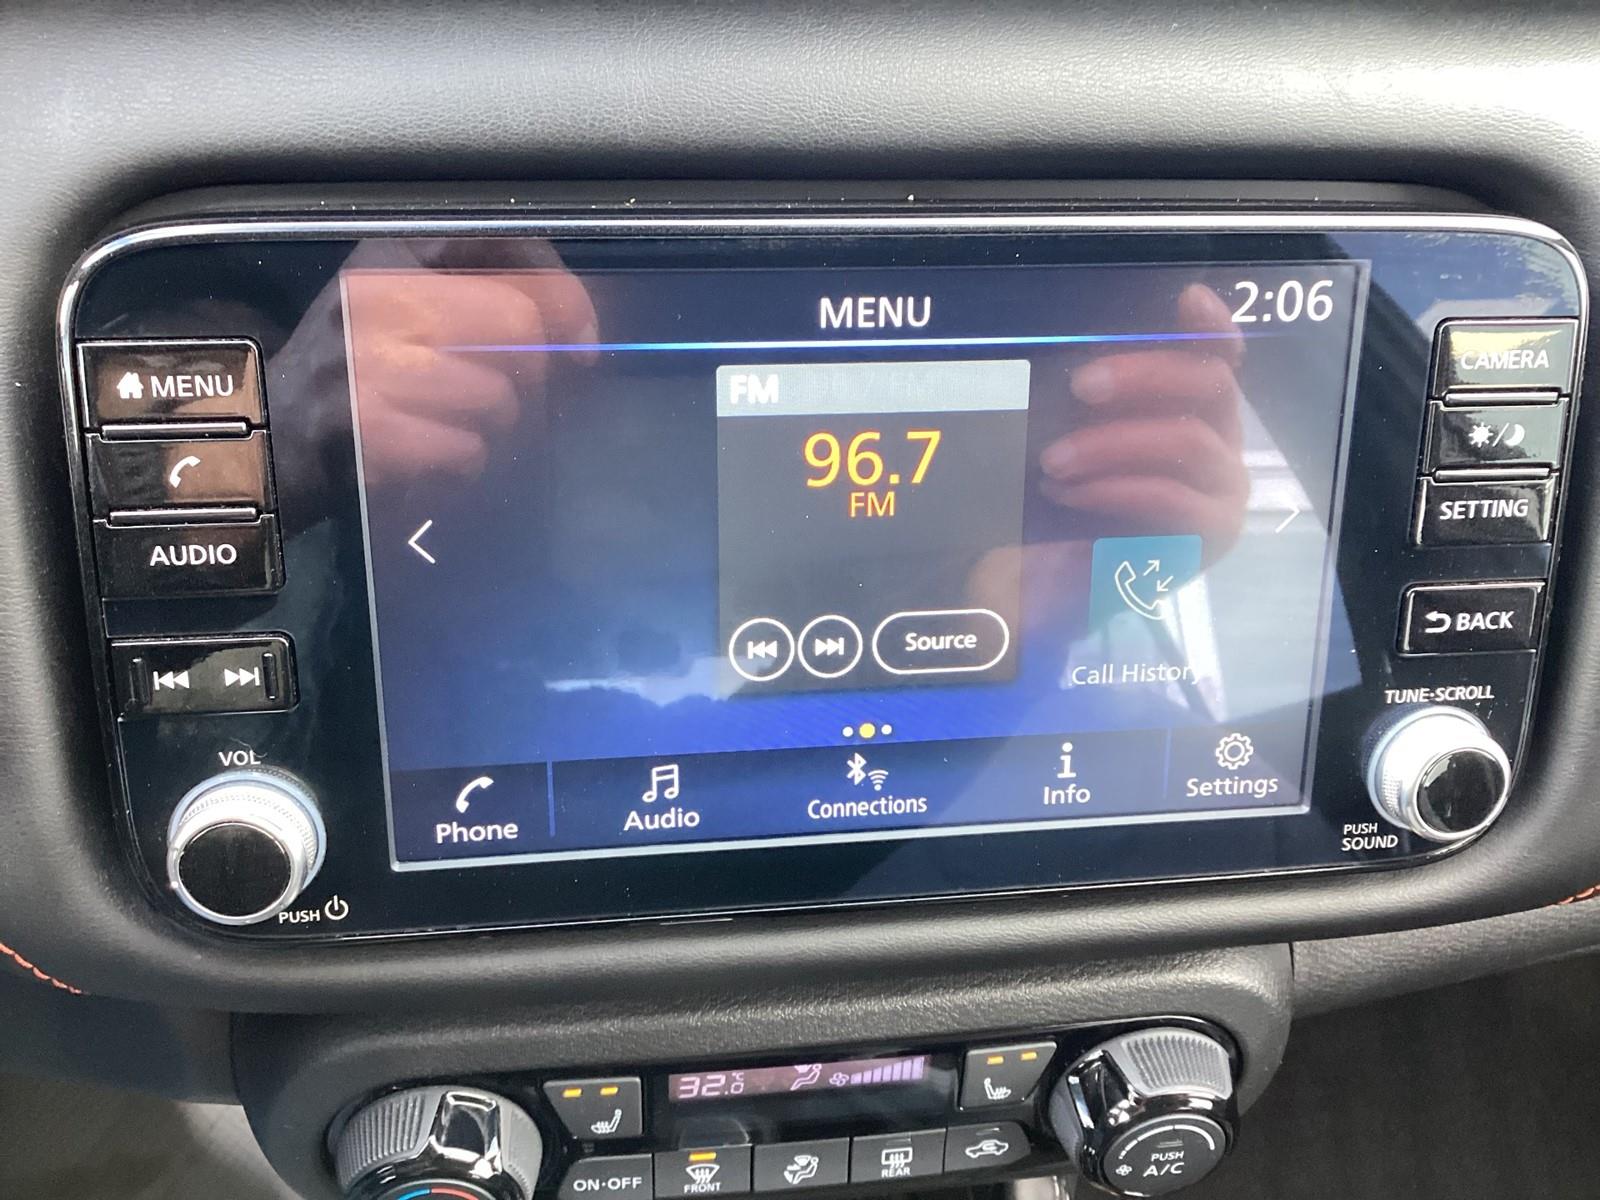 MENU
2:06
MENU
AUDIO
VOL
PUSH
FM
96.7
FM
Source
Call History
Phone
Audio
Connections
Info
Settings
CAMERA
SETTING
BACK
TUNE·SCROLL
PUSH
SOUND
32.0°C
ON·OFF
FRONT
REAR
PUSH
A/C